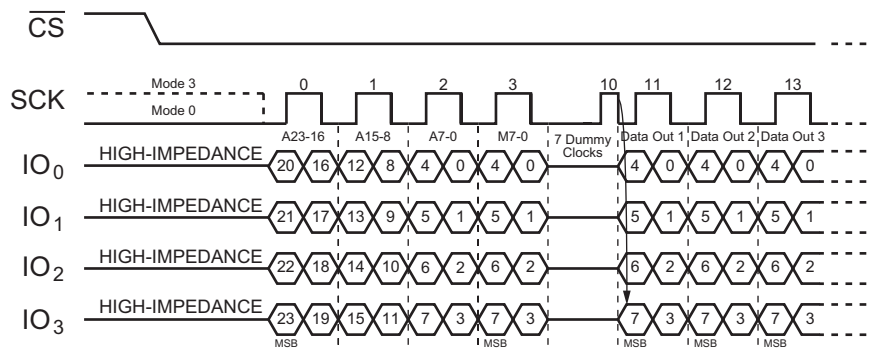 CS
Mode 3
Mode 0
SCK
0 1 2 3 10 11 12 13
A23-16 A15-8 A7-0 M7-0 7 Dummy Clocks Data Out 1 Data Out 2 Data Out 3
IO0 HIGH-IMPEDANCE 20 16 12 8 4 0 4 0 4 0 4 0 4 0
IO1 HIGH-IMPEDANCE 21 17 13 9 5 1 5 1 5 1 5 1 5 1
IO2 HIGH-IMPEDANCE 22 18 14 10 6 2 6 2 6 2 6 2 6 2
IO3 HIGH-IMPEDANCE 23 19 15 11 7 3 7 3 7 3 7 3 7 3
MSB MSB MSB MSB MSB